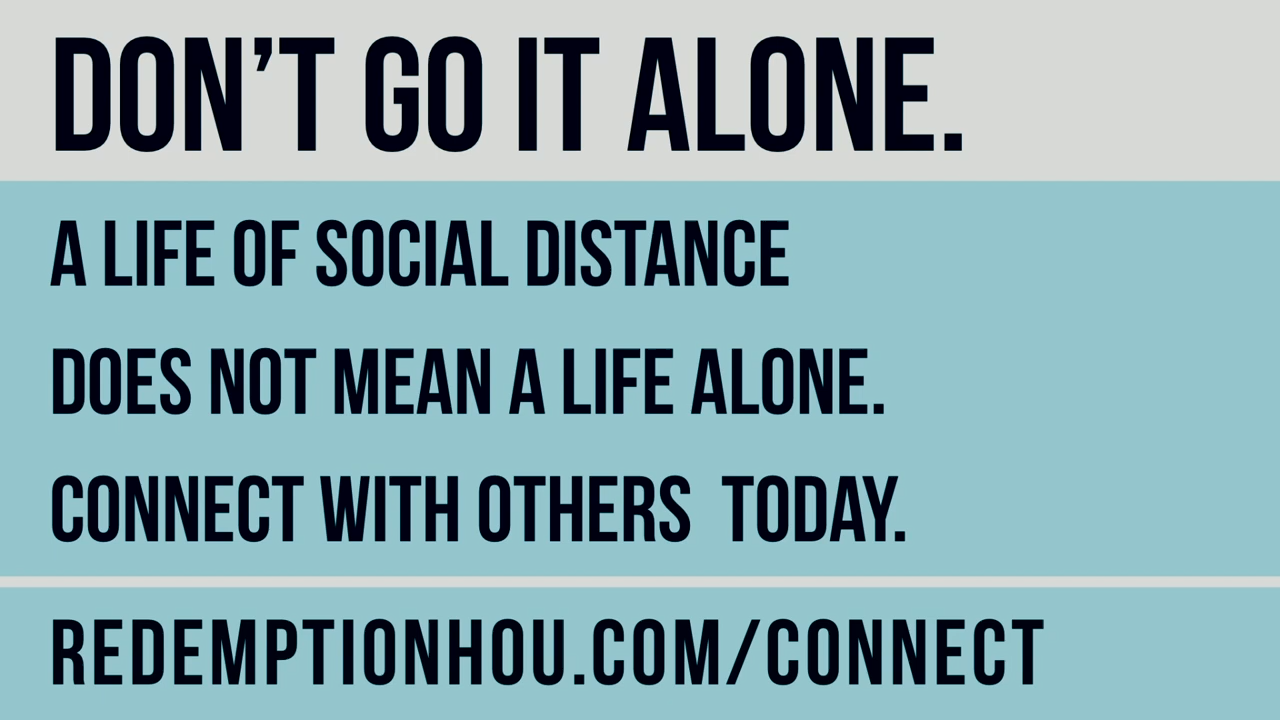 DON’T GO IT ALONE.
A LIFE OF SOCIAL DISTANCE
DOES NOT MEAN A LIFE ALONE.
CONNECT WITH OTHERS  TODAY.
REDEMPTIONHOU.COM/CONNECT